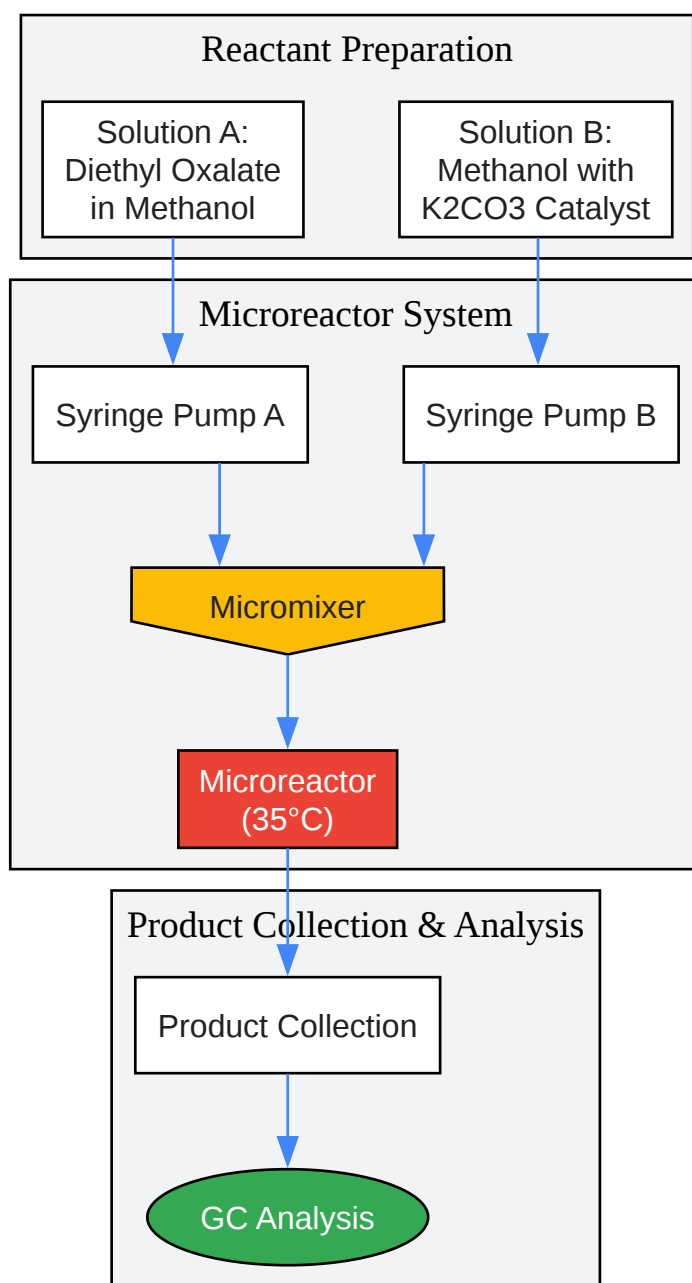 Reactant Preparation
Solution A:
Diethyl Oxalate
in Methanol
Solution B:
Methanol with
K2CO3 Catalyst
Microreactor System
Syringe Pump A
Syringe Pump B
Micromixer
Microreactor
(35°C)
Product Collection & Analysis
Product Collection
GC Analysis